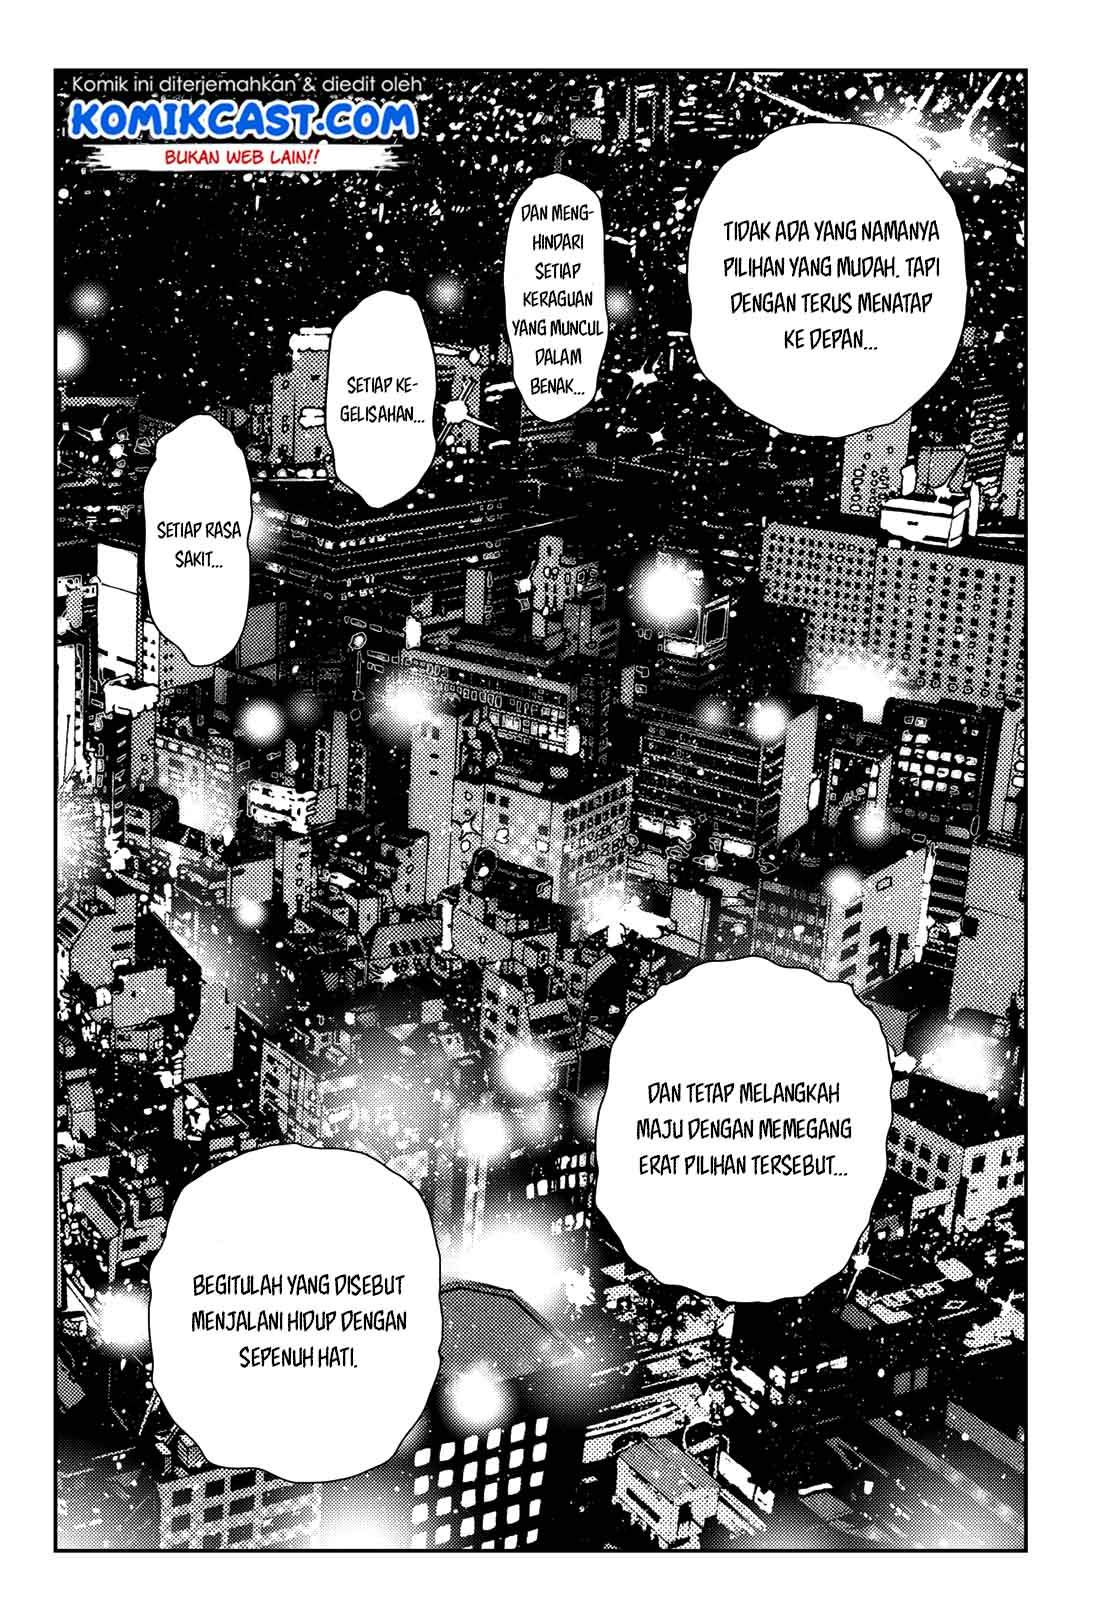 Komik ini diterjemahkan & diedit oleh
KOMIKCAST.COM
BUKAN WEB LAIN!!
TIDAK ADA YANG NAMANYA
PILIHAN YANG MUDAH. TAPI
DENGAN TERUS MENATAP
KE DEPAN...
DAN MENG-
HINDARI
SETIAP
KERAGUAN
YANG MUNCUL
DALAM
BENAK...
SETIAP KE-
GELISAHAN...
SETIAP RASA
SAKIT...
DAN TETAP MELANGKAH
MAJU DENGAN MEMEGANG
ERAT PILIHAN TERSEBUT...
BEGITULAH YANG DISEBUT
MENJALANI HIDUP DENGAN
SEPENUH HATI.